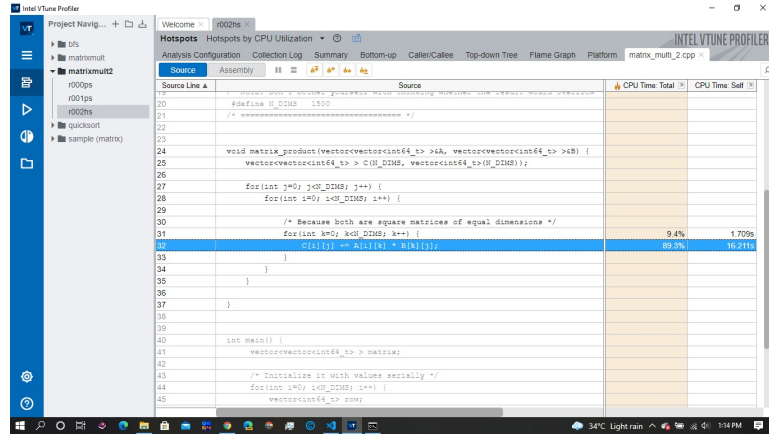 Intel VTune Profiler
Project Navig...
Welcome × r002hs ×
Hotspots Hotspots by CPU Utilization
INTEL VTUNE PROFILER
Analysis Configuration Collection Log Summary Bottom-up Caller/Callee Top-down Tree Flame Graph Platform matrix_multi_2.cpp ×
bfs
matrixmult
matrixmult2
r000ps
r001ps
r002hs
quicksort
sample (matrix)
Source Assembly
Source Line Source CPU Time: Total CPU Time: Self
20 #define N_DIMS 1500
21 /* ================================== */
22
23
24 void matrix_product(vector<vector<int64_t> >&A, vector<vector<int64_t> >&B) {
25 vector<vector<int64_t> > C(N_DIMS, vector<int64_t>(N_DIMS));
26
27 for(int j=0; j<N_DIMS; j++) {
28 for(int i=0; i<N_DIMS; i++) {
29
30 /* Because both are square matrices of equal dimensions */
31 for(int k=0; k<N_DIMS; k++) { 9.4% 1.709s
32 C[i][j] += A[i][k] * B[k][j]; 89.3% 16.211s
33 }
34 }
35 }
36
37 }
38
39
40 int main() {
41 vector<vector<int64_t> > matrix;
42
43 /* Initialize it with values serially */
44 for(int i=0; i<N_DIMS; i++) {
45 vector<int64_t> row;
34°C Light rain 1:14 PM